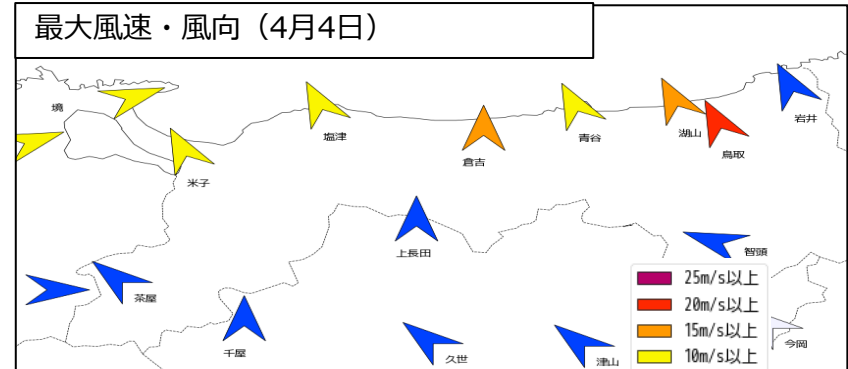 最大風速・風向（4月4日）
境
塩津
倉吉
青谷
湖山
鳥取
岩井
米子
上長田
智頭
茶屋
千屋
久世
津山
今岡
25m/s以上
20m/s以上
15m/s以上
10m/s以上